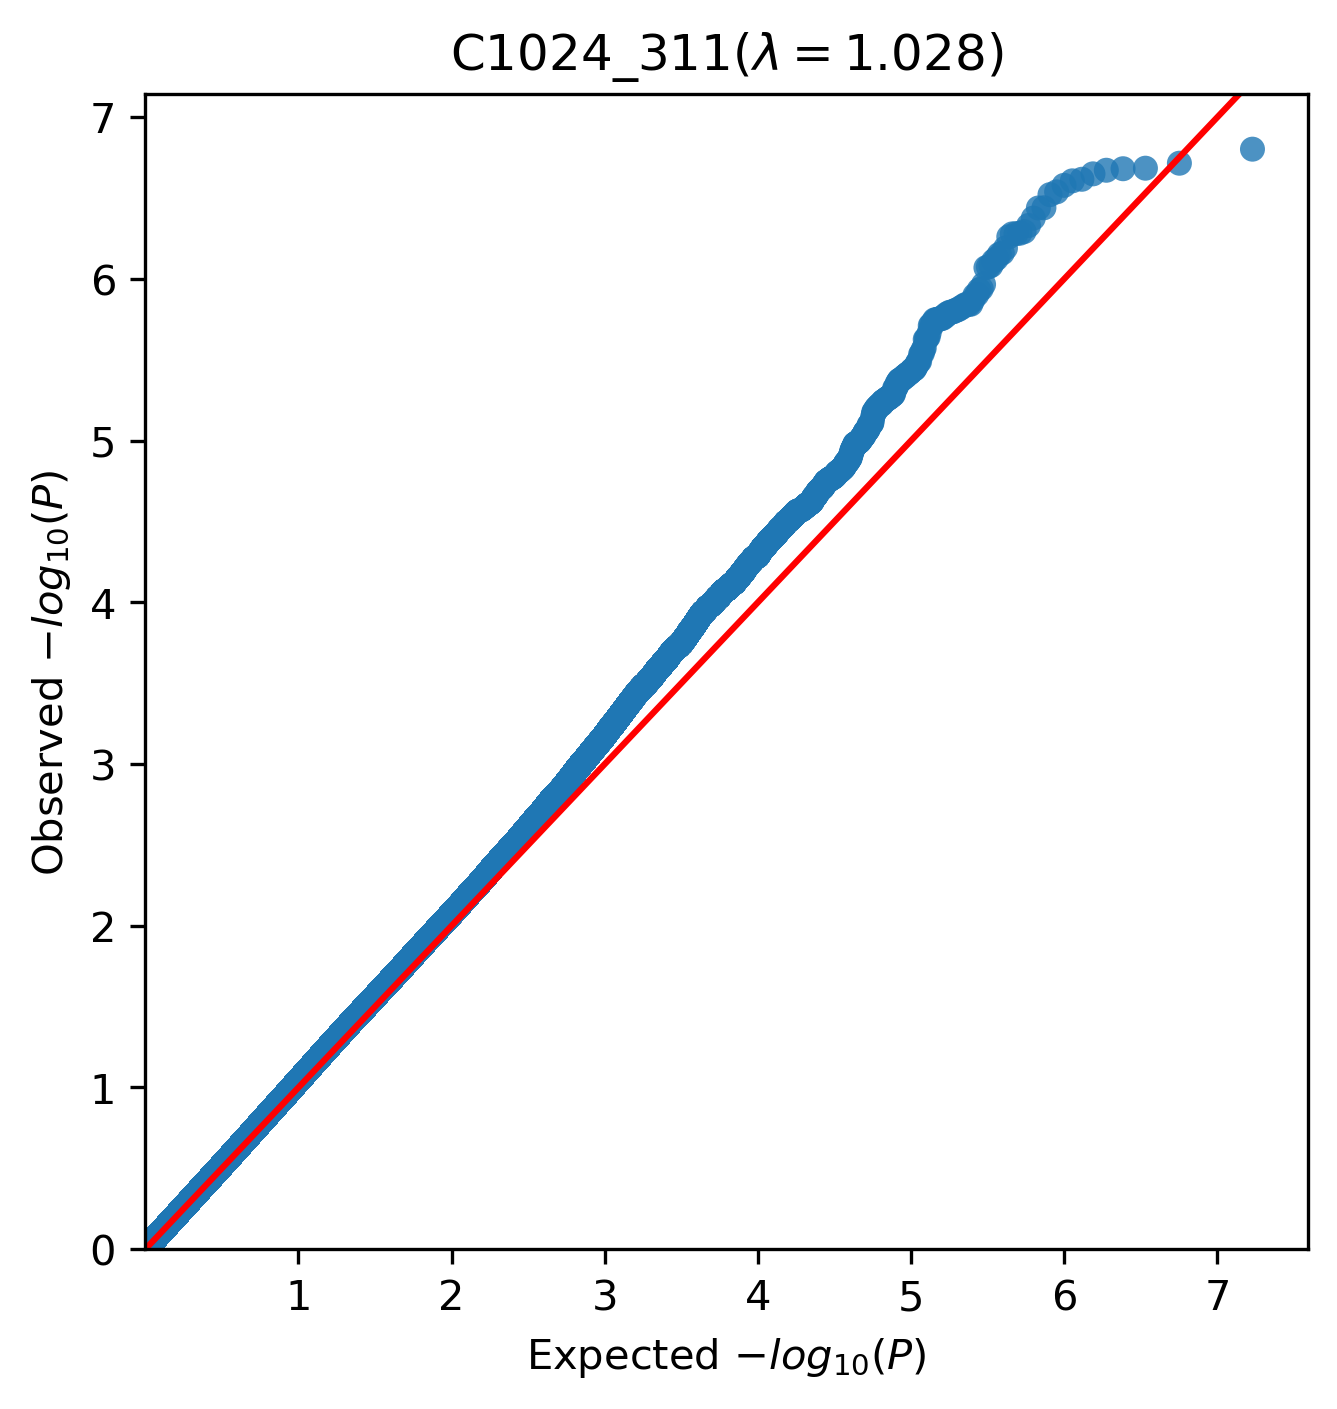 C1024_311(λ = 1.028)
7
6
5
4
3
2
1
0
Observed −log₁₀(P)
1 2 3 4 5 6 7
Expected −log₁₀(P)